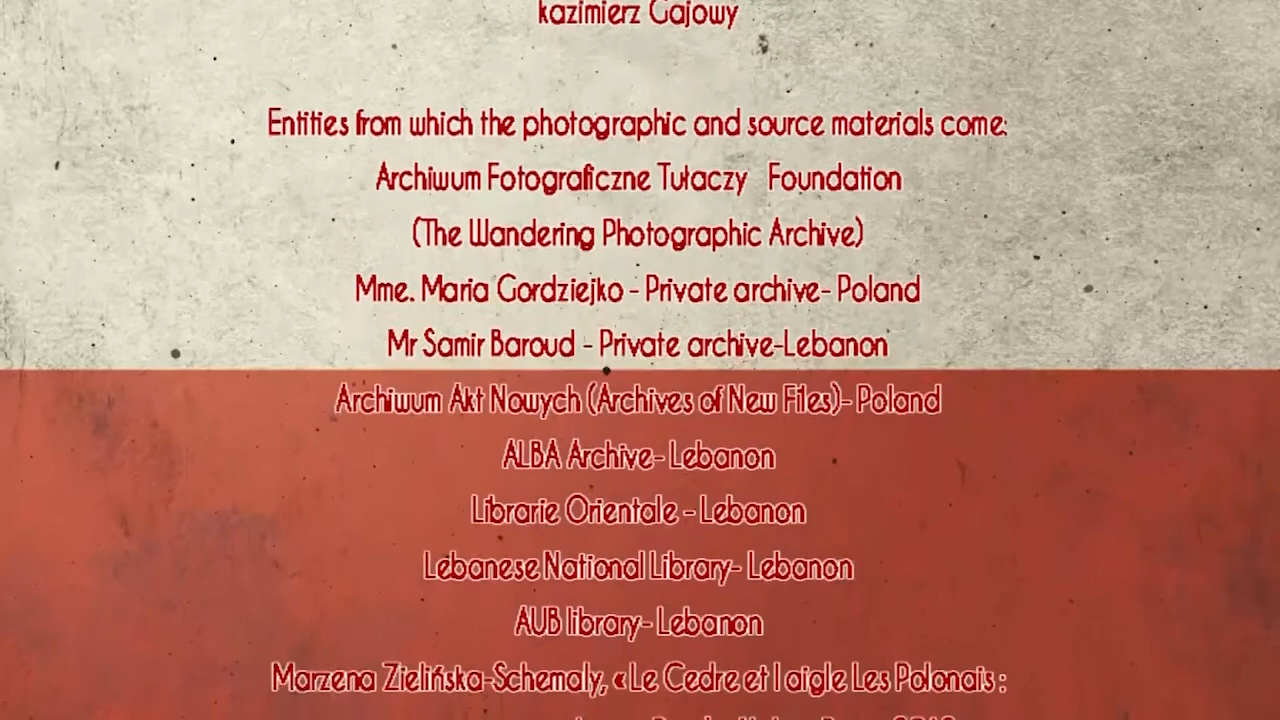 kazimierz Gajowy
Entities from which the photographic and source materials come:
Archiwum Fotograficzne Tułaczy Foundation
(The Wandering Photographic Archive)
Mme. Maria Gordziejko - Private archive- Poland
Mr Samir Baroud - Private archive-Lebanon
Archiwum Akt Nowych (Archives of New Files)- Poland
ALBA Archive- Lebanon
Librarie Orientale - Lebanon
Lebanese National Library- Lebanon
AUB library- Lebanon
Marzena Zielińska-Schemaly, «Le Cedre et l aigle Les Polonais :